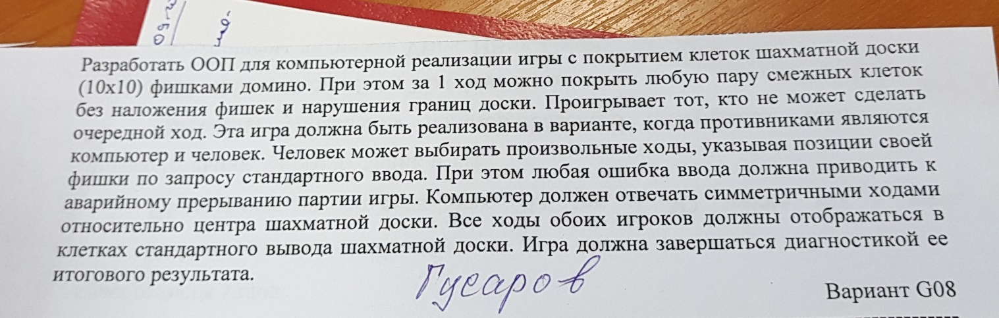 Разработать ООП для компьютерной реализации игры с покрытием клеток шахматной доски
(10x10) фишками домино. При этом за 1 ход можно покрыть любую пару смежных клеток
без наложения фишек и нарушения границ доски. Проигрывает тот, кто не может сделать
очередной ход. Эта игра должна быть реализована в варианте, когда противниками являются
компьютер и человек. Человек может выбирать произвольные ходы, указывая позиции своей
фишки по запросу стандартного ввода. При этом любая ошибка ввода должна приводить к
аварийному прерыванию партии игры. Компьютер должен отвечать симметричными ходами
относительно центра шахматной доски. Все ходы обоих игроков должны отображаться в
клетках стандартного вывода шахматной доски. Игра должна завершаться диагностикой ее
итогового результата.
Гусаров
Вариант G08